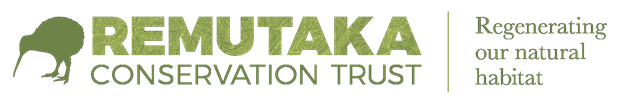 REMUTAKA
CONSERVATION TRUST
Regenerating
our natural
habitat